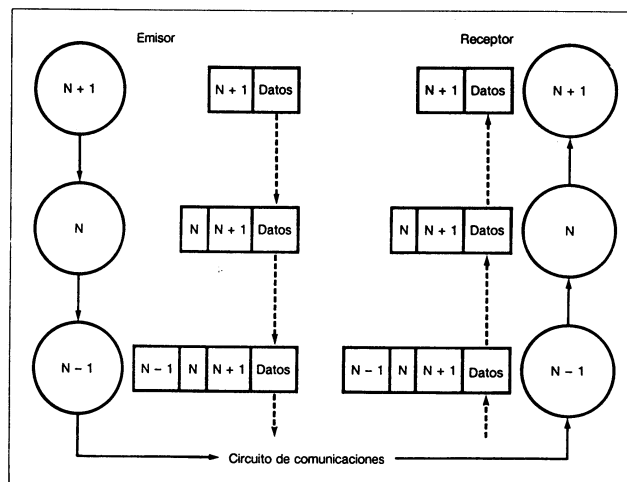 Emisor Receptor
N + 1 N + 1 Datos N + 1 Datos N + 1
N N N + 1 Datos N N + 1 Datos N
N – 1 N – 1 N N + 1 Datos N – 1 N N + 1 Datos N – 1
Circuito de comunicaciones